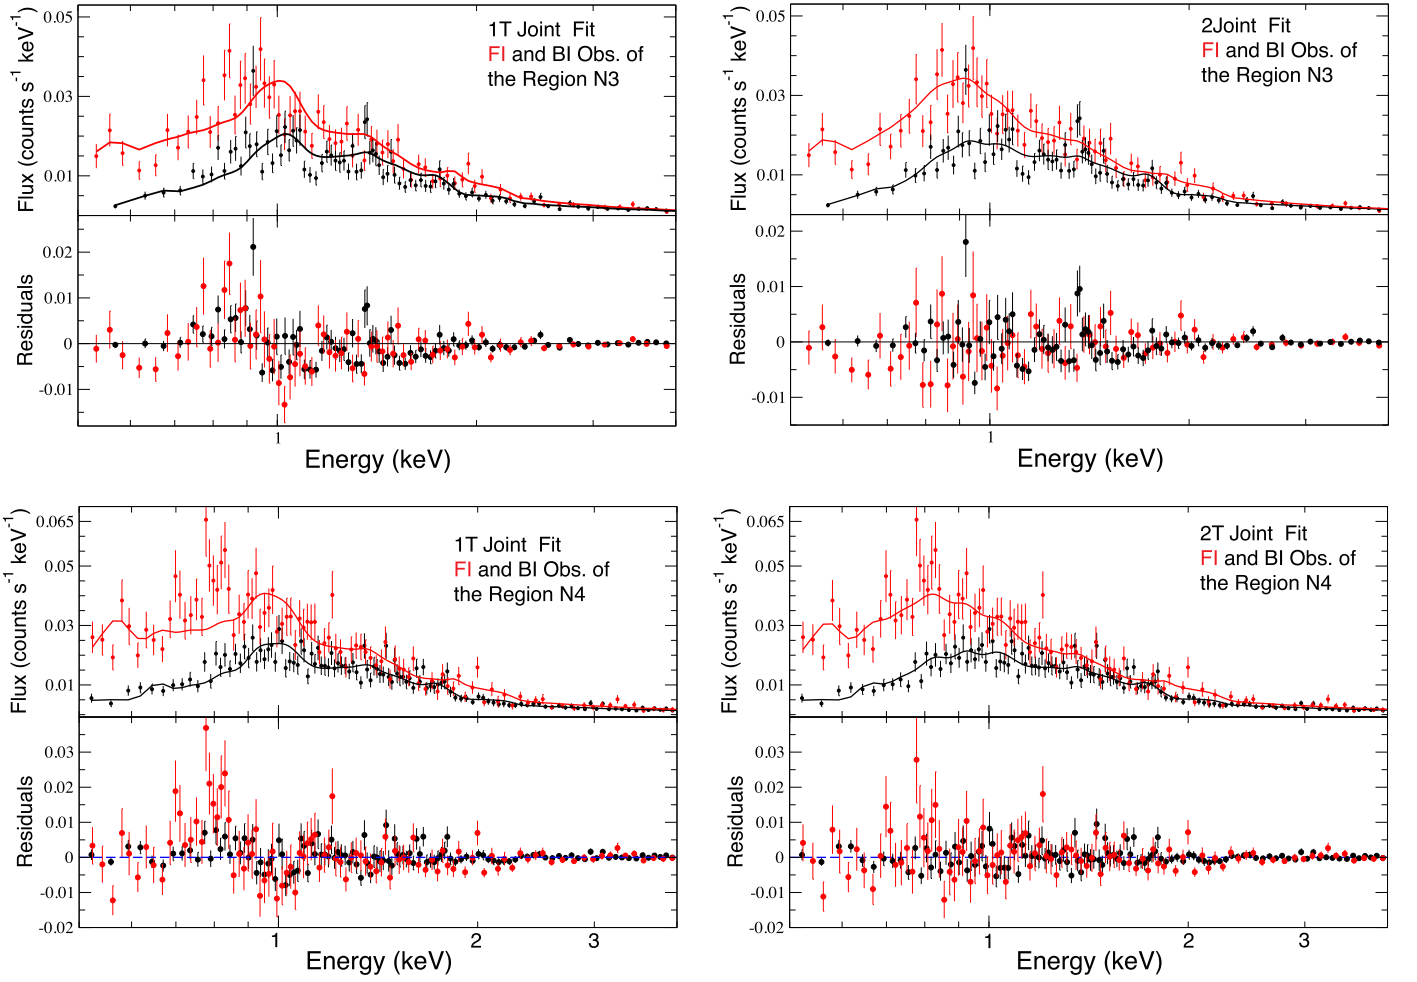 0.05
0.03
0.01
Flux (counts s-1 keV-1)
1T Joint Fit
FI and BI Obs. of
the Region N3
0.02
0.01
0
-0.01
Residuals
1
Energy (keV)
0.05
0.03
0.01
Flux (counts s-1 keV-1)
2Joint Fit
FI and BI Obs. of
the Region N3
0.02
0.01
0
-0.01
Residuals
1
Energy (keV)
0.065
0.05
0.03
0.01
Flux (counts s-1 keV-1)
1T Joint Fit
FI and BI Obs. of
the Region N4
0.03
0.02
0.01
0
-0.01
-0.02
Residuals
1 2 3
Energy (keV)
0.065
0.05
0.03
0.01
Flux (counts s-1 keV-1)
2T Joint Fit
FI and BI Obs. of
the Region N4
0.03
0.02
0.01
0
-0.01
-0.02
Residuals
1 2 3
Energy (keV)